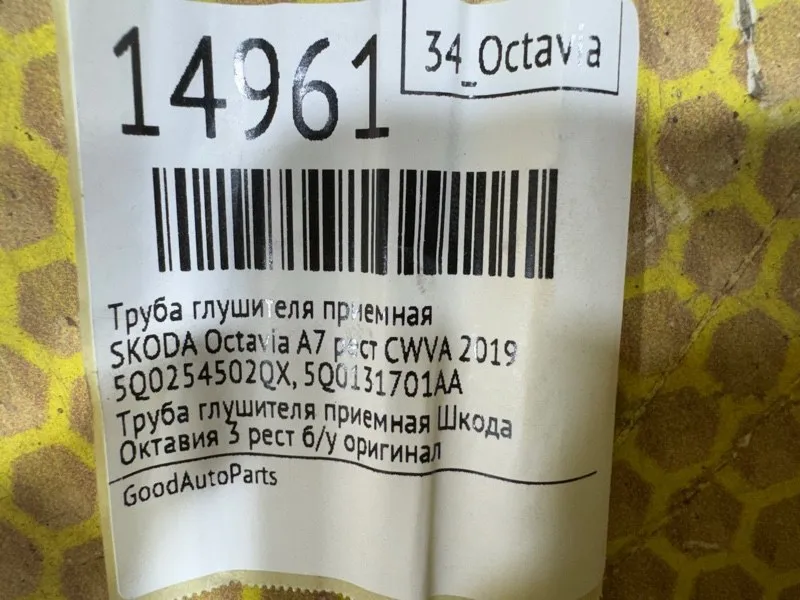 34_Octavia
14961
Труба глушителя приемная
SKODA Octavia A7 рест CWVA 2019
5Q0254502QX, 5Q0131701AA
Труба глушителя приемная Шкода
Октавия 3 рест б/у оригинал
GoodAutoParts